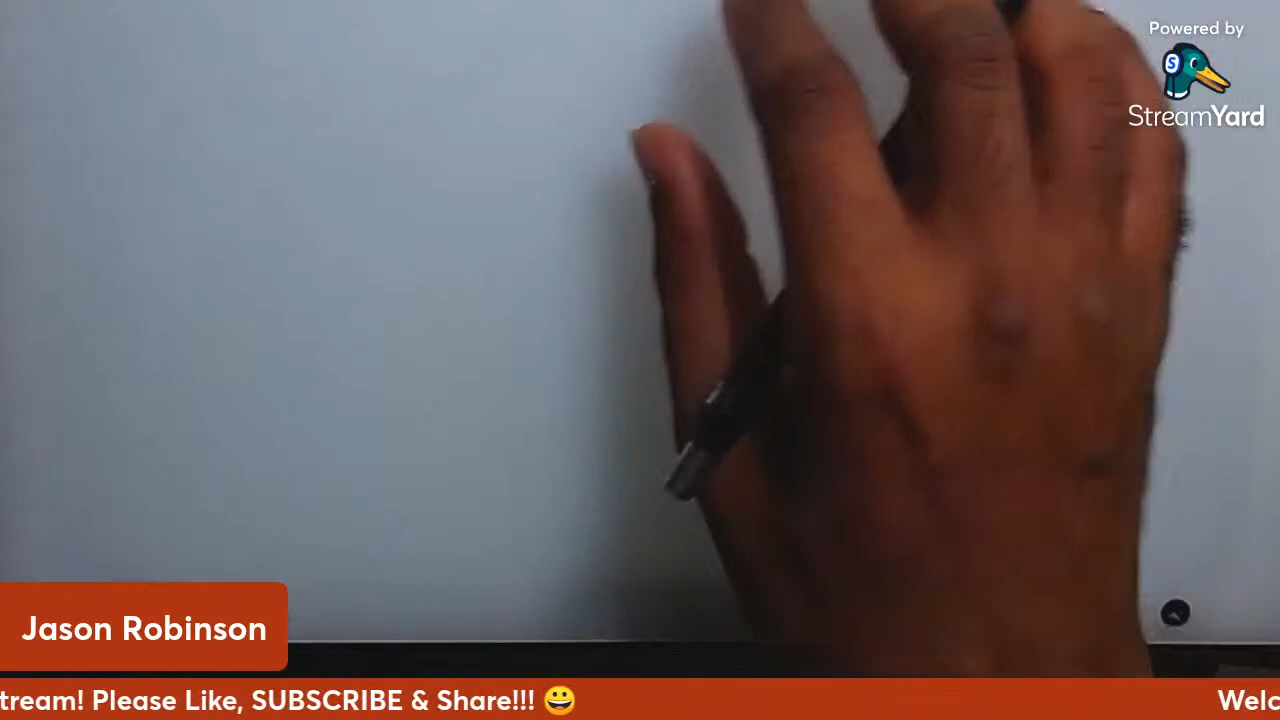 Powered by
S
StreamYard
Jason Robinson
tream! Please Like, SUBSCRIBE & Share!!! 😀
Welc